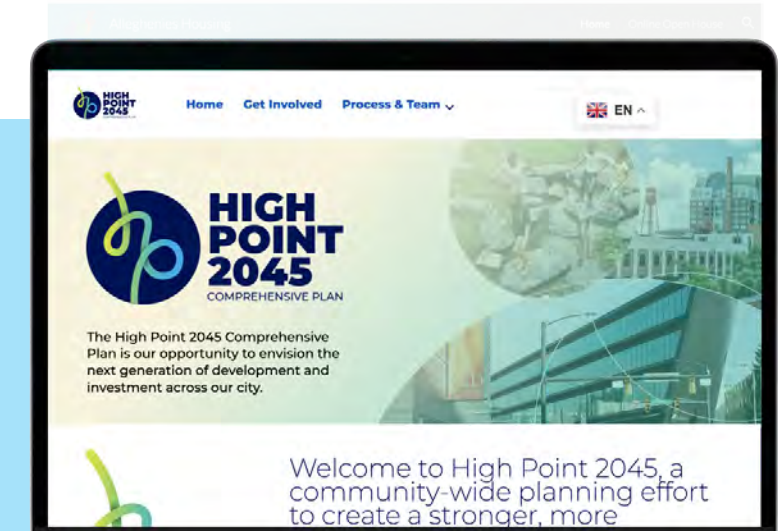 HIGH
POINT
2045
COMPREHENSIVE PLAN
Home Get Involved Process & Team
EN
HIGH
POINT
2045
COMPREHENSIVE PLAN
The High Point 2045 Comprehensive
Plan is our opportunity to envision the
next generation of development and
investment across our city.
Welcome to High Point 2045, a
community-wide planning effort
to create a stronger, more